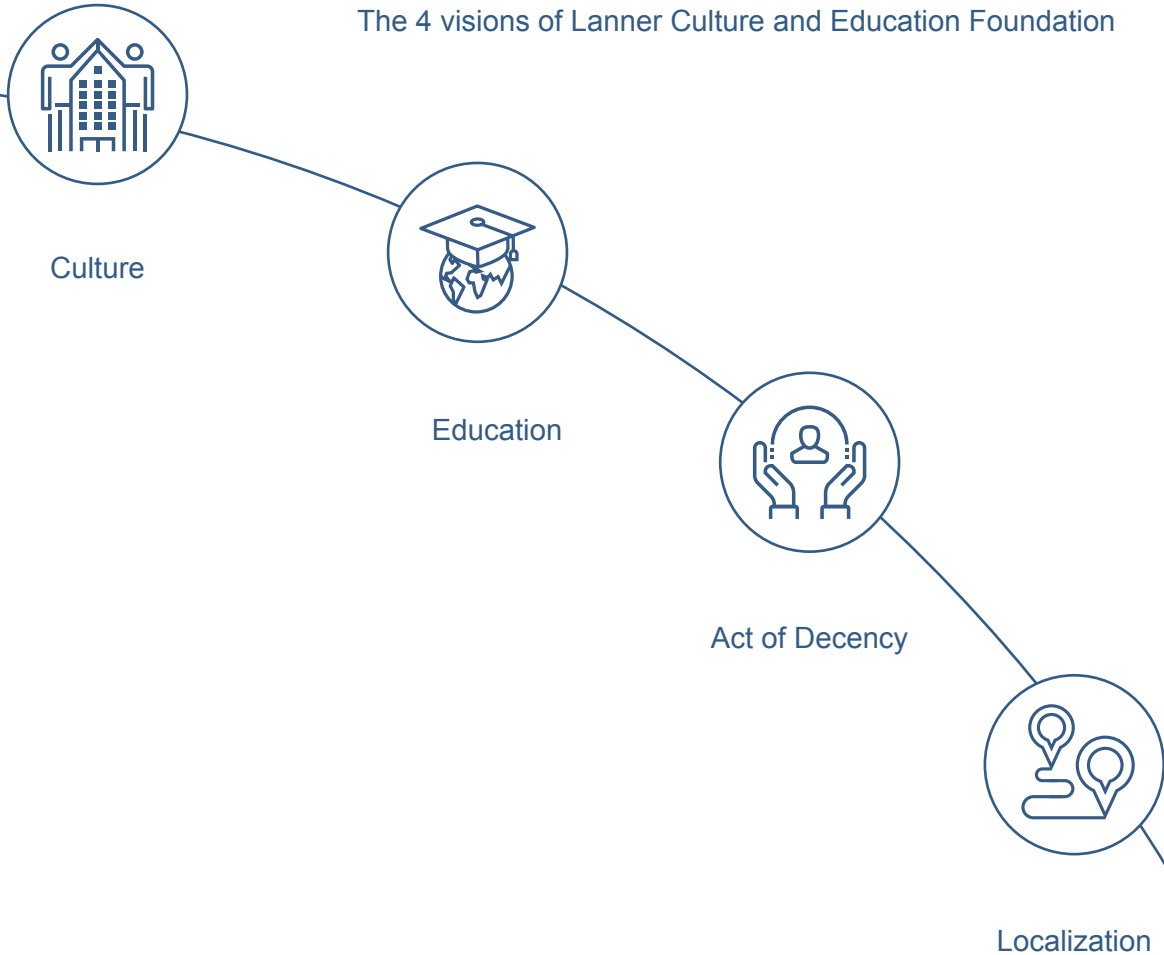 The 4 visions of Lanner Culture and Education Foundation
Culture
Education
Act of Decency
Localization